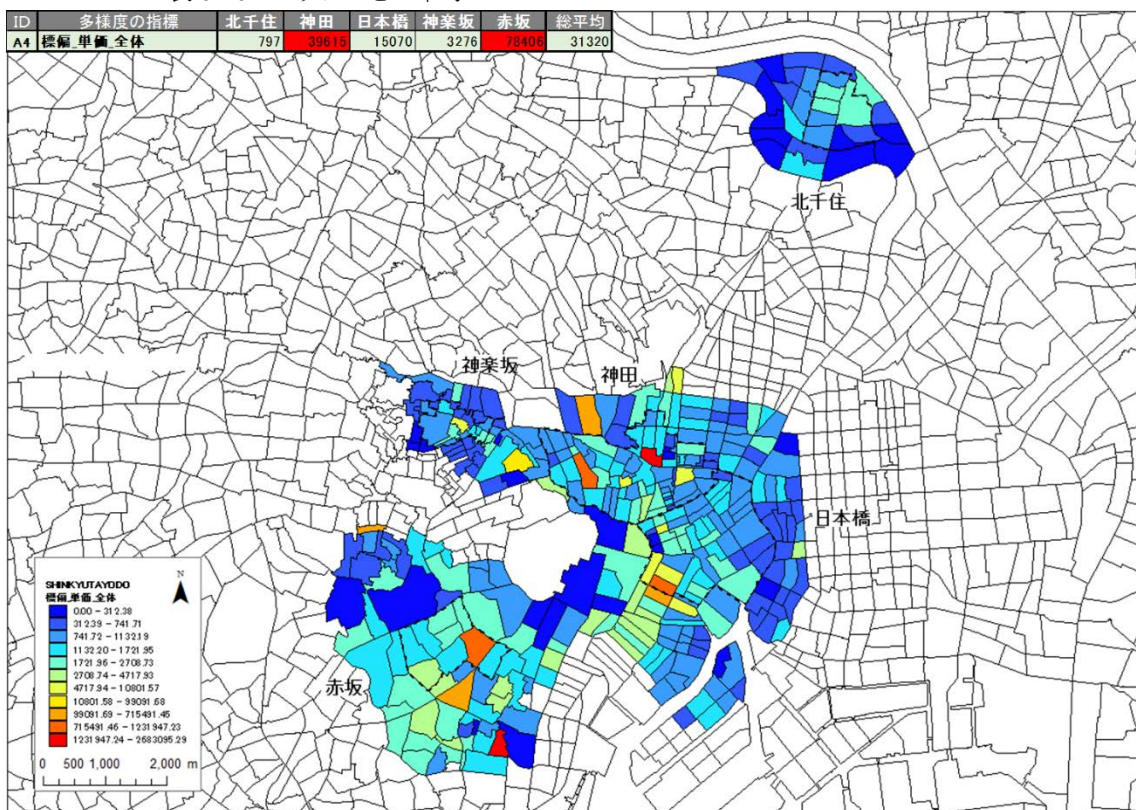 ID 多様度の指標 北千住 神田 日本橋 神楽坂 赤坂 総平均
A4 標偏_単価_全体 797 39615 15070 3276 78406 31320
北千住
神楽坂
神田
日本橋
赤坂
N
SHINKYUTAYODO
標偏_単価_全体
0.00 - 312.38
312.39 - 741.71
741.72 - 1132.19
1132.20 - 1721.95
1721.96 - 2708.73
2708.74 - 4717.93
4717.94 - 10801.57
10801.58 - 99091.68
99091.69 - 715491.45
715491.46 - 1231947.23
1231947.24 - 2683095.29
0 500 1,000 2,000 m